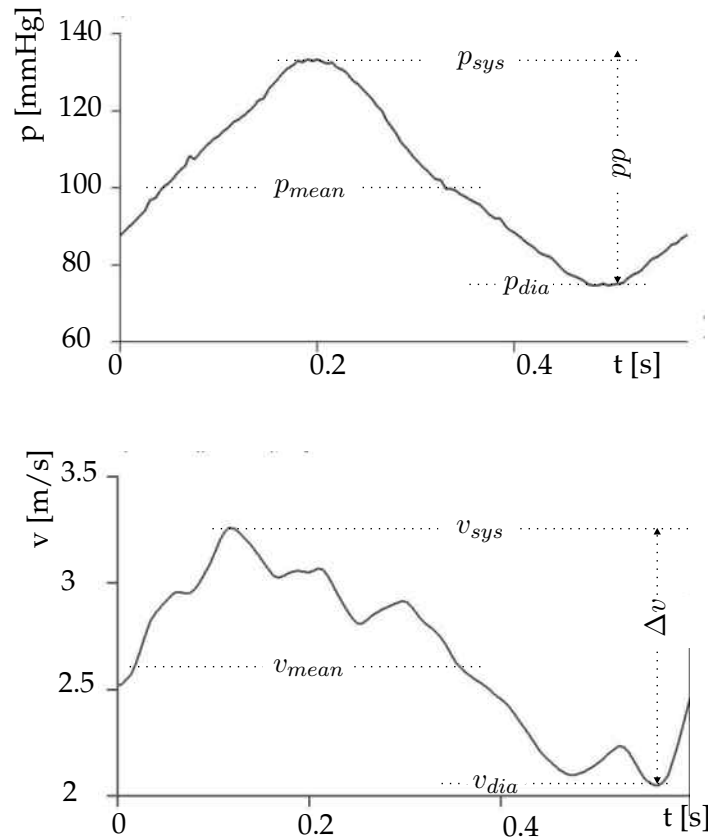 140
p [mmHg]
120
100
80
60
p_sys
p_mean
pp
p_dia
0
0.2
0.4
t [s]
3.5
v [m/s]
3
2.5
2
v_sys
v_mean
Δv
v_dia
0
0.2
0.4
t [s]